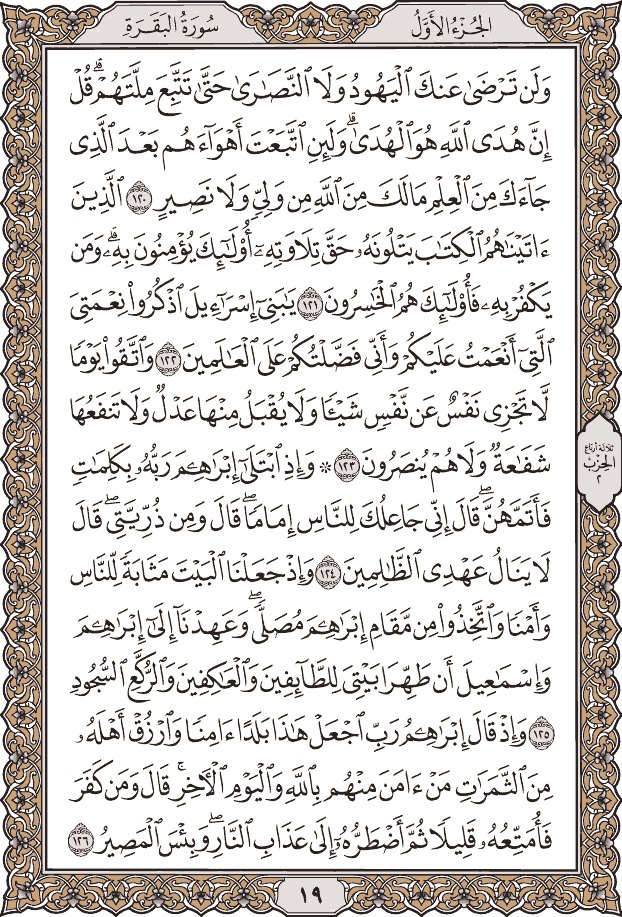 الجُزْءُ الأَوَّلُ
سُورَةُ البَقَرَةِ
وَلَن تَرْضَىٰ عَنكَ ٱلْيَهُودُ وَلَا ٱلنَّصَٰرَىٰ حَتَّىٰ تَتَّبِعَ مِلَّتَهُمْۗ قُلْ
إِنَّ هُدَى ٱللَّهِ هُوَ ٱلْهُدَىٰۗ وَلَئِنِ ٱتَّبَعْتَ أَهْوَآءَهُم بَعْدَ ٱلَّذِى
جَآءَكَ مِنَ ٱلْعِلْمِ مَا لَكَ مِنَ ٱللَّهِ مِن وَلِىٍّ وَلَا نَصِيرٍ ١٢٠ ٱلَّذِينَ
ءَاتَيْنَٰهُمُ ٱلْكِتَٰبَ يَتْلُونَهُۥ حَقَّ تِلَاوَتِهِۦٓ أُوْلَٰٓئِكَ يُؤْمِنُونَ بِهِۦۗ وَمَن
يَكْفُرْ بِهِۦ فَأُوْلَٰٓئِكَ هُمُ ٱلْخَٰسِرُونَ ١٢١ يَٰبَنِىٓ إِسْرَٰٓءِيلَ ٱذْكُرُواْ نِعْمَتِىَ
ٱلَّتِىٓ أَنْعَمْتُ عَلَيْكُمْ وَأَنِّى فَضَّلْتُكُمْ عَلَى ٱلْعَٰلَمِينَ ١٢٢ وَٱتَّقُواْ يَوْمًا
لَّا تَجْزِى نَفْسٌ عَن نَّفْسٍ شَيْـًٔا وَلَا يُقْبَلُ مِنْهَا عَدْلٌ وَلَا تَنفَعُهَا
شَفَٰعَةٌ وَلَا هُمْ يُنصَرُونَ ١٢٣ ۞ وَإِذِ ٱبْتَلَىٰٓ إِبْرَٰهِـۧمَ رَبُّهُۥ بِكَلِمَٰتٍ
فَأَتَمَّهُنَّۖ قَالَ إِنِّى جَاعِلُكَ لِلنَّاسِ إِمَامًاۖ قَالَ وَمِن ذُرِّيَّتِىۖ قَالَ
لَا يَنَالُ عَهْدِى ٱلظَّٰلِمِينَ ١٢٤ وَإِذْ جَعَلْنَا ٱلْبَيْتَ مَثَابَةً لِّلنَّاسِ
وَأَمْنًا وَٱتَّخِذُواْ مِن مَّقَامِ إِبْرَٰهِـۧمَ مُصَلًّىۖ وَعَهِدْنَآ إِلَىٰٓ إِبْرَٰهِـۧمَ
وَإِسْمَٰعِيلَ أَن طَهِّرَا بَيْتِىَ لِلطَّآئِفِينَ وَٱلْعَٰكِفِينَ وَٱلرُّكَّعِ ٱلسُّجُودِ
١٢٥ وَإِذْ قَالَ إِبْرَٰهِـۧمُ رَبِّ ٱجْعَلْ هَٰذَا بَلَدًا ءَامِنًا وَٱرْزُقْ أَهْلَهُۥ
مِنَ ٱلثَّمَرَٰتِ مَنْ ءَامَنَ مِنْهُم بِٱللَّهِ وَٱلْيَوْمِ ٱلْأَخِرِۚ قَالَ وَمَن كَفَرَ
فَأُمَتِّعُهُۥ قَلِيلًا ثُمَّ أَضْطَرُّهُۥٓ إِلَىٰ عَذَابِ ٱلنَّارِۖ وَبِئْسَ ٱلْمَصِيرُ ١٢٦
ثلاثة أرباع
الحزب
٢
١٩